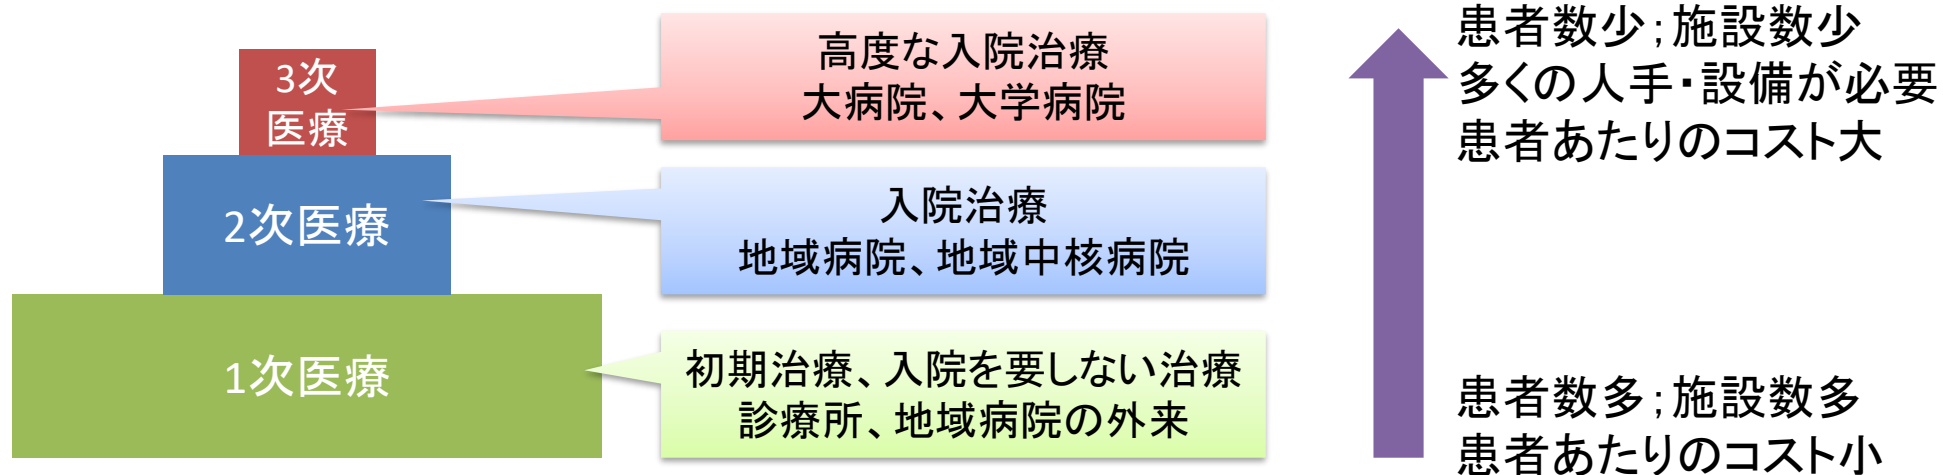 3次
医療
高度な入院治療
大病院、大学病院
2次医療
入院治療
地域病院、地域中核病院
1次医療
初期治療、入院を要しない治療
診療所、地域病院の外来
患者数少；施設数少
多くの人手・設備が必要
患者あたりのコスト大
患者数多；施設数多
患者あたりのコスト小